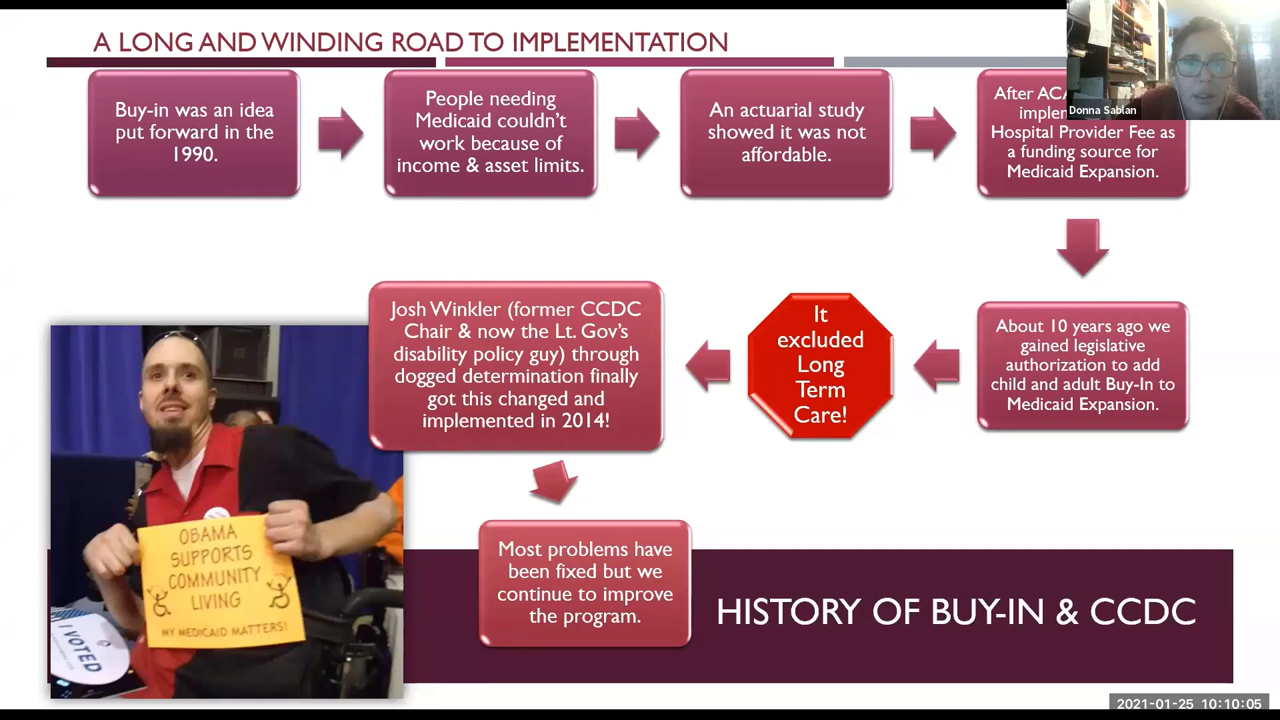 A LONG AND WINDING ROAD TO IMPLEMENTATION
Buy-in was an idea
put forward in the
1990.
People needing
Medicaid couldn't
work because of
income & asset limits.
An actuarial study
showed it was not
affordable.
After
Hospital Provider Fee as
a funding source for
Medicaid Expansion.
Donna Sablan
About 10 years ago we
gained legislative
authorization to add
child and adult Buy-In to
Medicaid Expansion.
It
excluded
Long
Term
Care!
Josh Winkler (former CCDC
Chair & now the Lt. Gov's
disability policy guy) through
dogged determination finally
got this changed and
implemented in 2014!
Most problems have
been fixed but we
continue to improve
the program.
OBAMA
SUPPORTS
COMMUNITY
LIVING
MY MEDICAID MATTERS!
I VOTED
HISTORY OF BUY-IN & CCDC
2021-01-25 10:10:05